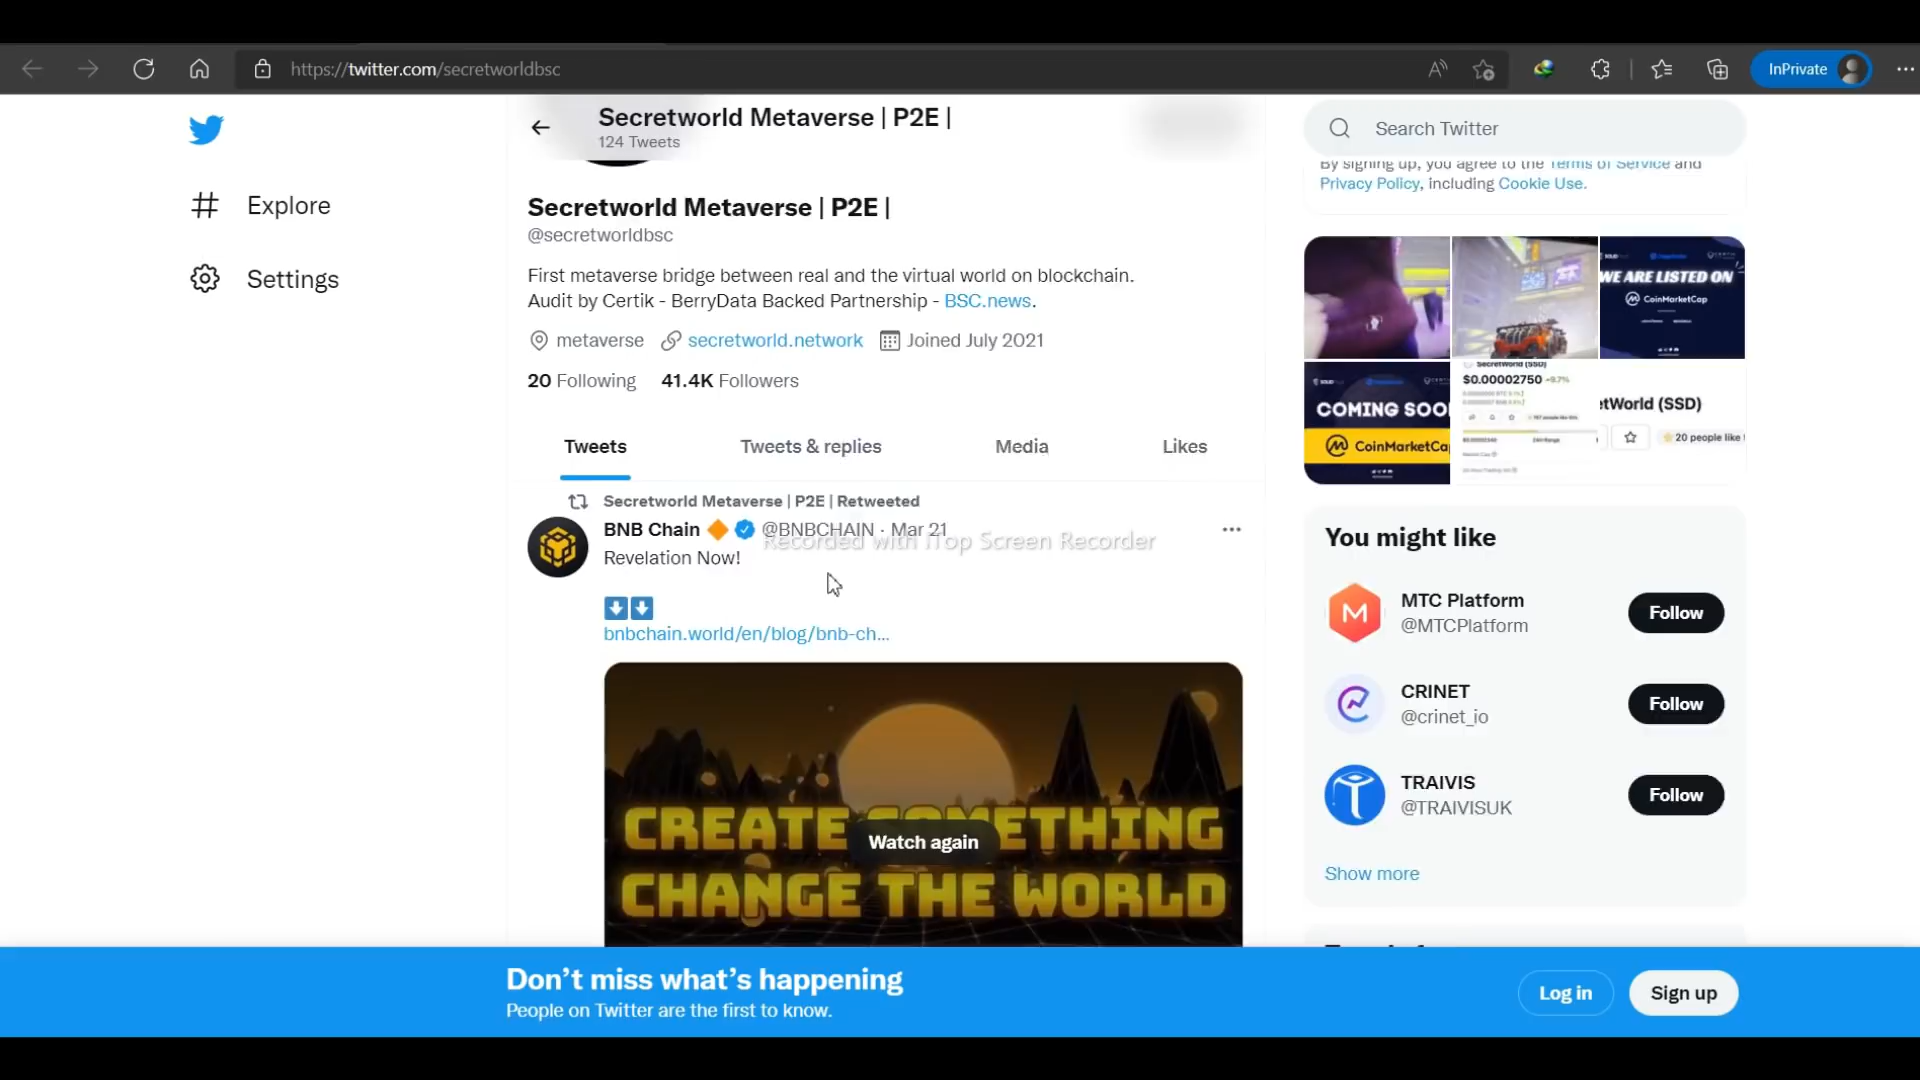 https://twitter.com/secretworldbsc
InPrivate
Secretworld Metaverse | P2E |
124 Tweets
Explore
Settings
Secretworld Metaverse | P2E |
@secretworldbsc
First metaverse bridge between real and the virtual world on blockchain.
Audit by Certik - BerryData Backed Partnership - BSC.news.
metaverse
secretworld.network
Joined July 2021
20 Following
41.4K Followers
Tweets
Tweets & replies
Media
Likes
Secretworld Metaverse | P2E | Retweeted
BNB Chain @BNBCHAIN · Mar 21
Recorded with iTop Screen Recorder
Revelation Now!
bnbchain.world/en/blog/bnb-ch...
CREATE SOMETHING
Watch again
CHANGE THE WORLD
Search Twitter
By signing up, you agree to the Terms of Service and
Privacy Policy, including Cookie Use.
WE ARE LISTED ON
CoinMarketCap
COMING SOO
CoinMarketCa
SecretWorld (SSD)
$0.00002750 +9.7%
etWorld (SSD)
20 people like
You might like
MTC Platform
@MTCPlatform
Follow
CRINET
@crinet_io
Follow
TRAIVIS
@TRAIVISUK
Follow
Show more
Don't miss what's happening
People on Twitter are the first to know.
Log in
Sign up